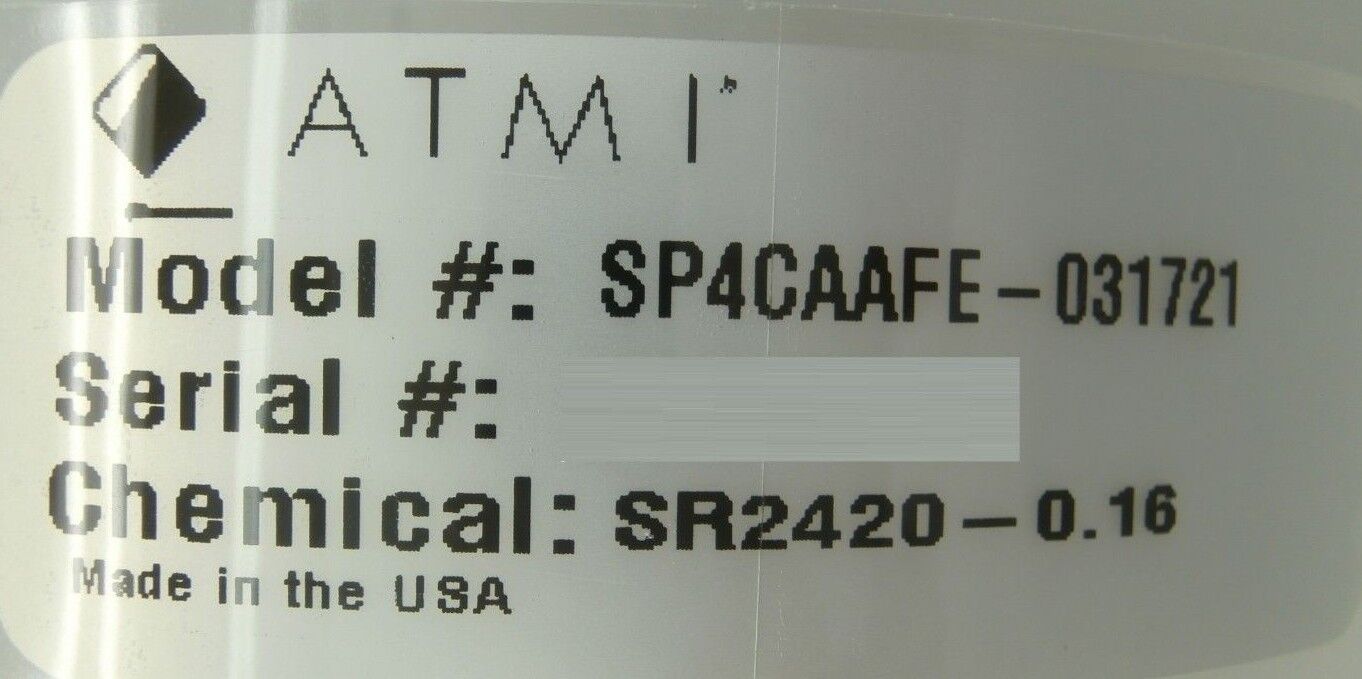 ATMI
Model #: SP4CAAFE-031721
Serial #:
Chemical: SR2420-0.16
Made in the USA